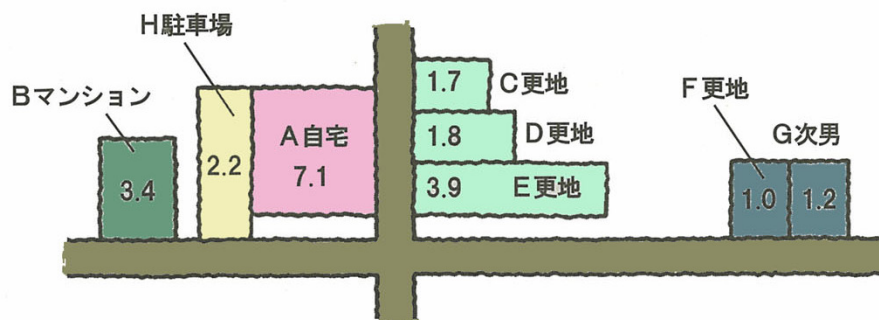 H駐車場
Bマンション
3.4
2.2
A自宅
7.1
1.7
C更地
1.8
D更地
3.9
E更地
F更地
G次男
1.0
1.2